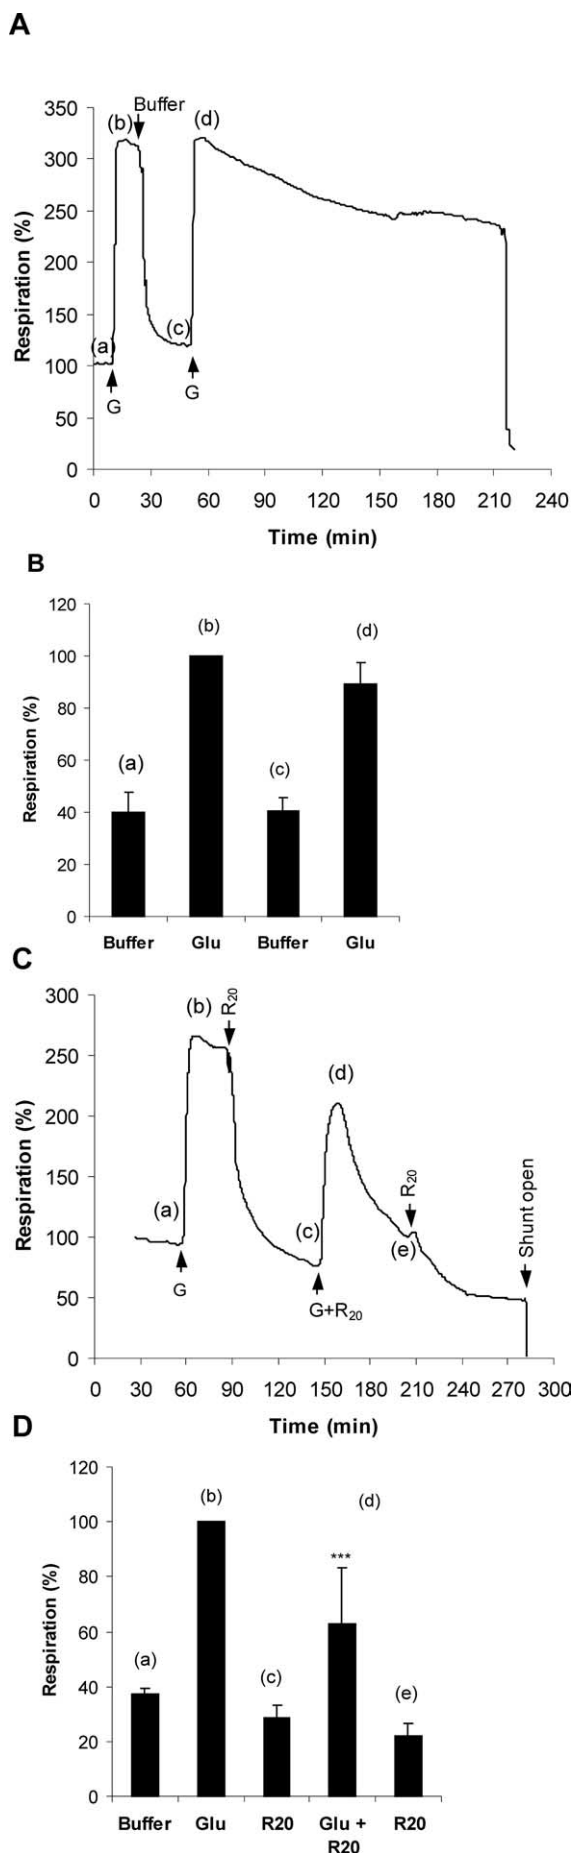 A
350
300
250
200
150
100
50
0
Respiration (%)
(b)
Buffer
(d)
(a)
(c)
G
G
0 30 60 90 120 150 180 210 240
Time (min)
B
120
100
80
60
40
20
0
Respiration (%)
(a)
(b)
(c)
(d)
Buffer Glu Buffer Glu
C
300
250
200
150
100
50
0
Respiration (%)
(b)
R20
(d)
(a)
(c)
R20
(e)
G
G+R20
Shunt open
0 30 60 90 120 150 180 210 240 270 300
Time (min)
D
120
100
80
60
40
20
0
Respiration (%)
(a)
(b)
(c)
(d)
***
(e)
Buffer Glu R20 Glu + R20
R20